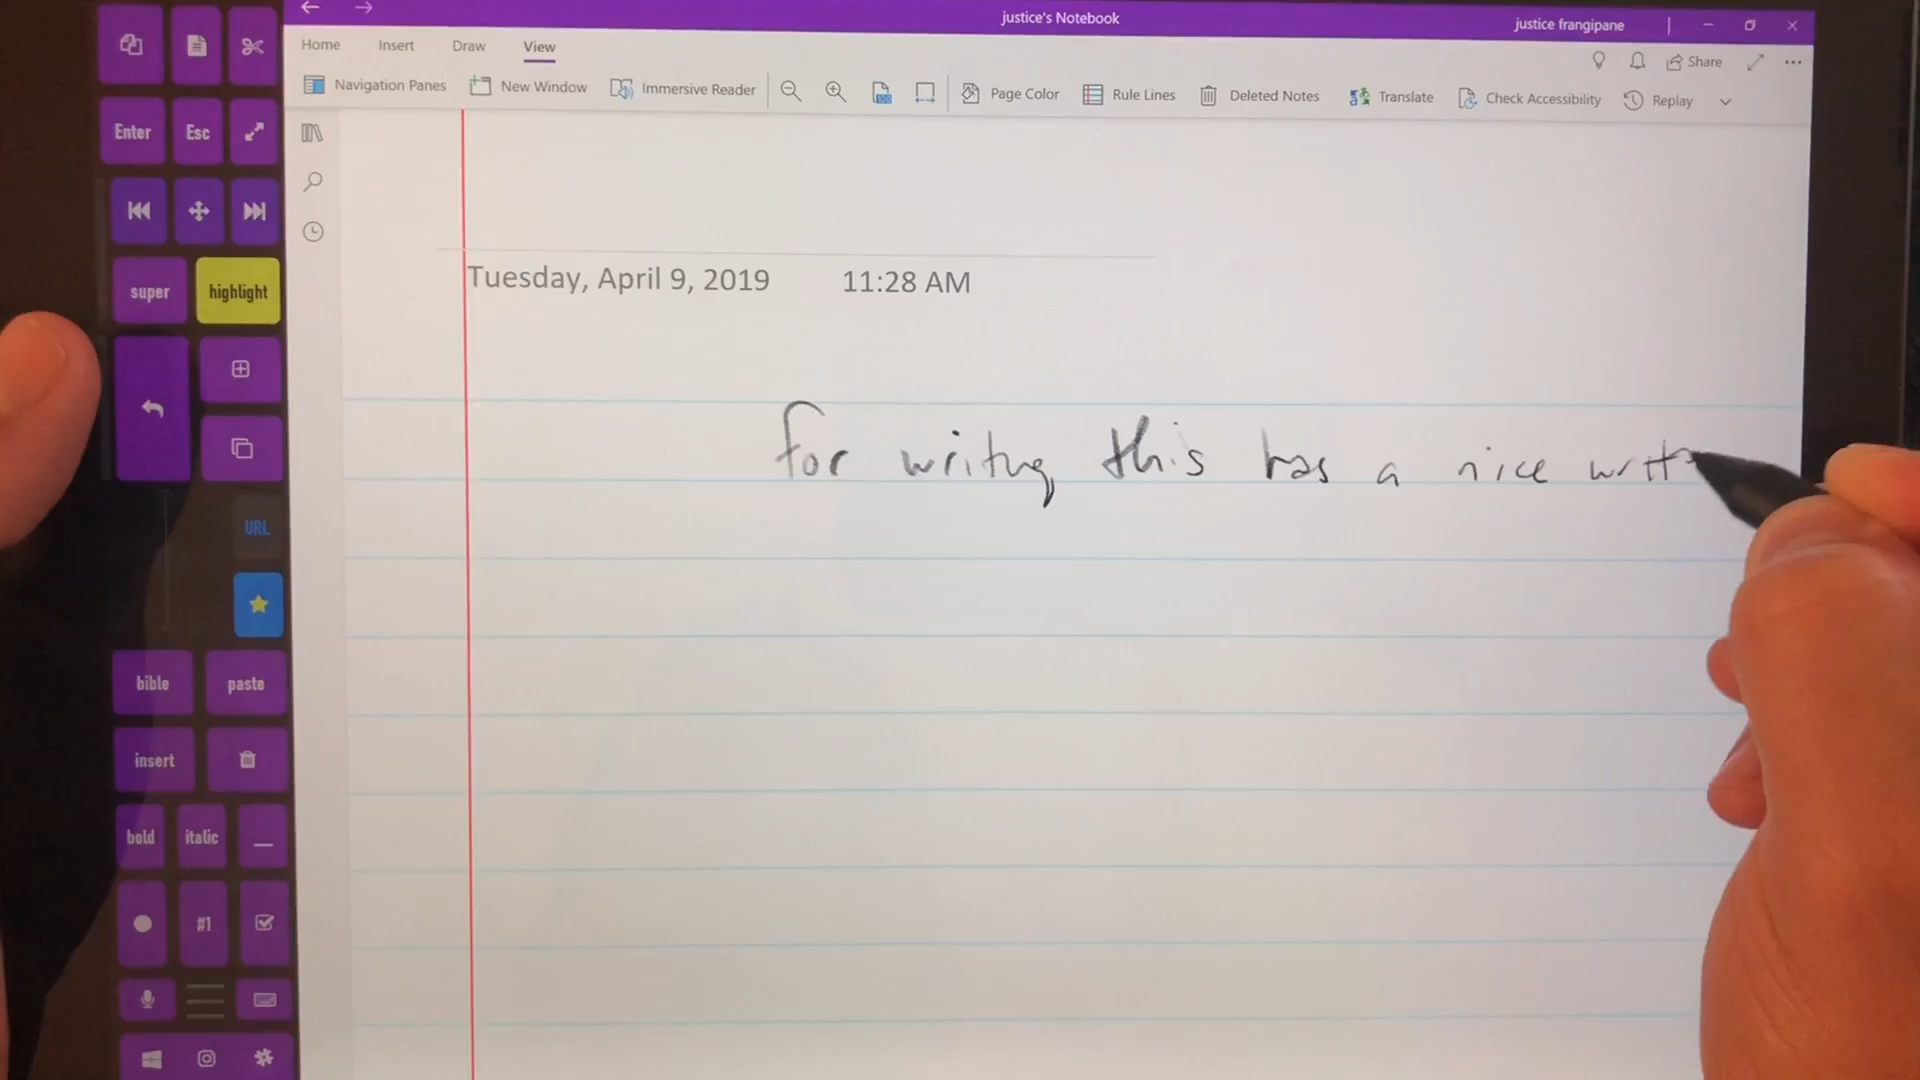 justice's Notebook
justice frangipane
Home Insert Draw View
Share
Navigation Panes New Window Immersive Reader Page Color Rule Lines Deleted Notes Translate Check Accessibility Replay
Enter Esc
super highlight
URL
bible paste
insert
bold italic
#1
Tuesday, April 9, 2019 11:28 AM
for writing this has a nice